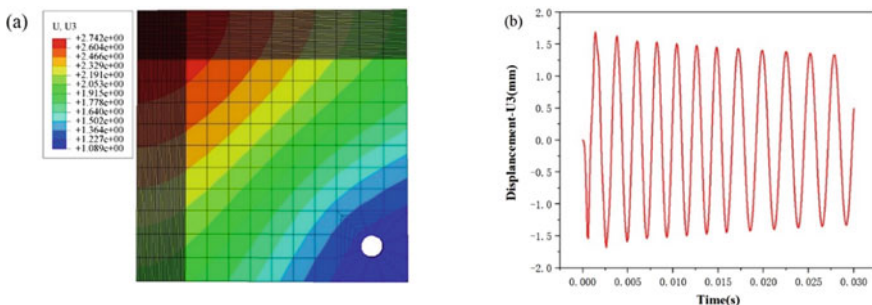 (a)
U, U3
+2.742e+00
+2.604e+00
+2.466e+00
+2.329e+00
+2.191e+00
+2.053e+00
+1.915e+00
+1.778e+00
+1.640e+00
+1.502e+00
+1.364e+00
+1.227e+00
+1.089e+00
(b)
Displancement-U3(mm)
2.0
1.5
1.0
0.5
0.0
-0.5
-1.0
-1.5
-2.0
0.000 0.005 0.010 0.015 0.020 0.025 0.030
Time(s)